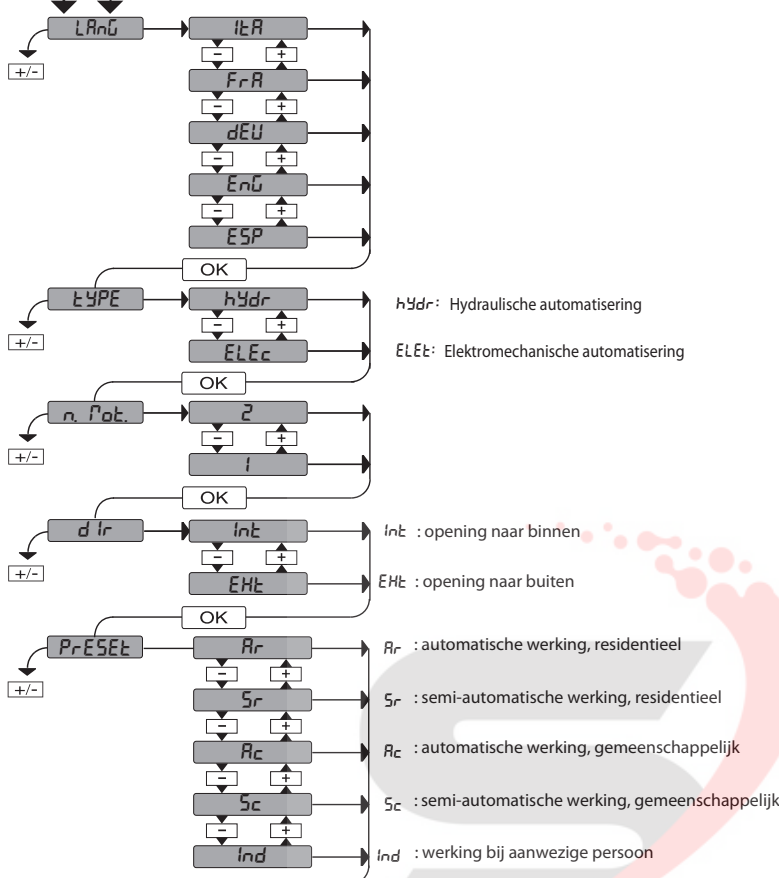 LAnG
ItA
+/-
- +
FrA
- +
dEU
- +
EnG
- +
ESP
OK
tYPE
hYdr
hYdr: Hydraulische automatisering
+/-
- +
ELEc
ELEt: Elektromechanische automatisering
OK
n. Mot.
2
+/-
- +
1
OK
dIr
Int
Int : opening naar binnen
+/-
- +
EHt
EHt : opening naar buiten
OK
PrESEt
Ar
Ar : automatische werking, residentieel
+/-
- +
Sr
Sr : semi-automatische werking, residentieel
- +
Ac
Ac : automatische werking, gemeenschappelijk
- +
Sc
Sc : semi-automatische werking, gemeenschappelijk
- +
Ind
Ind : werking bij aanwezige persoon